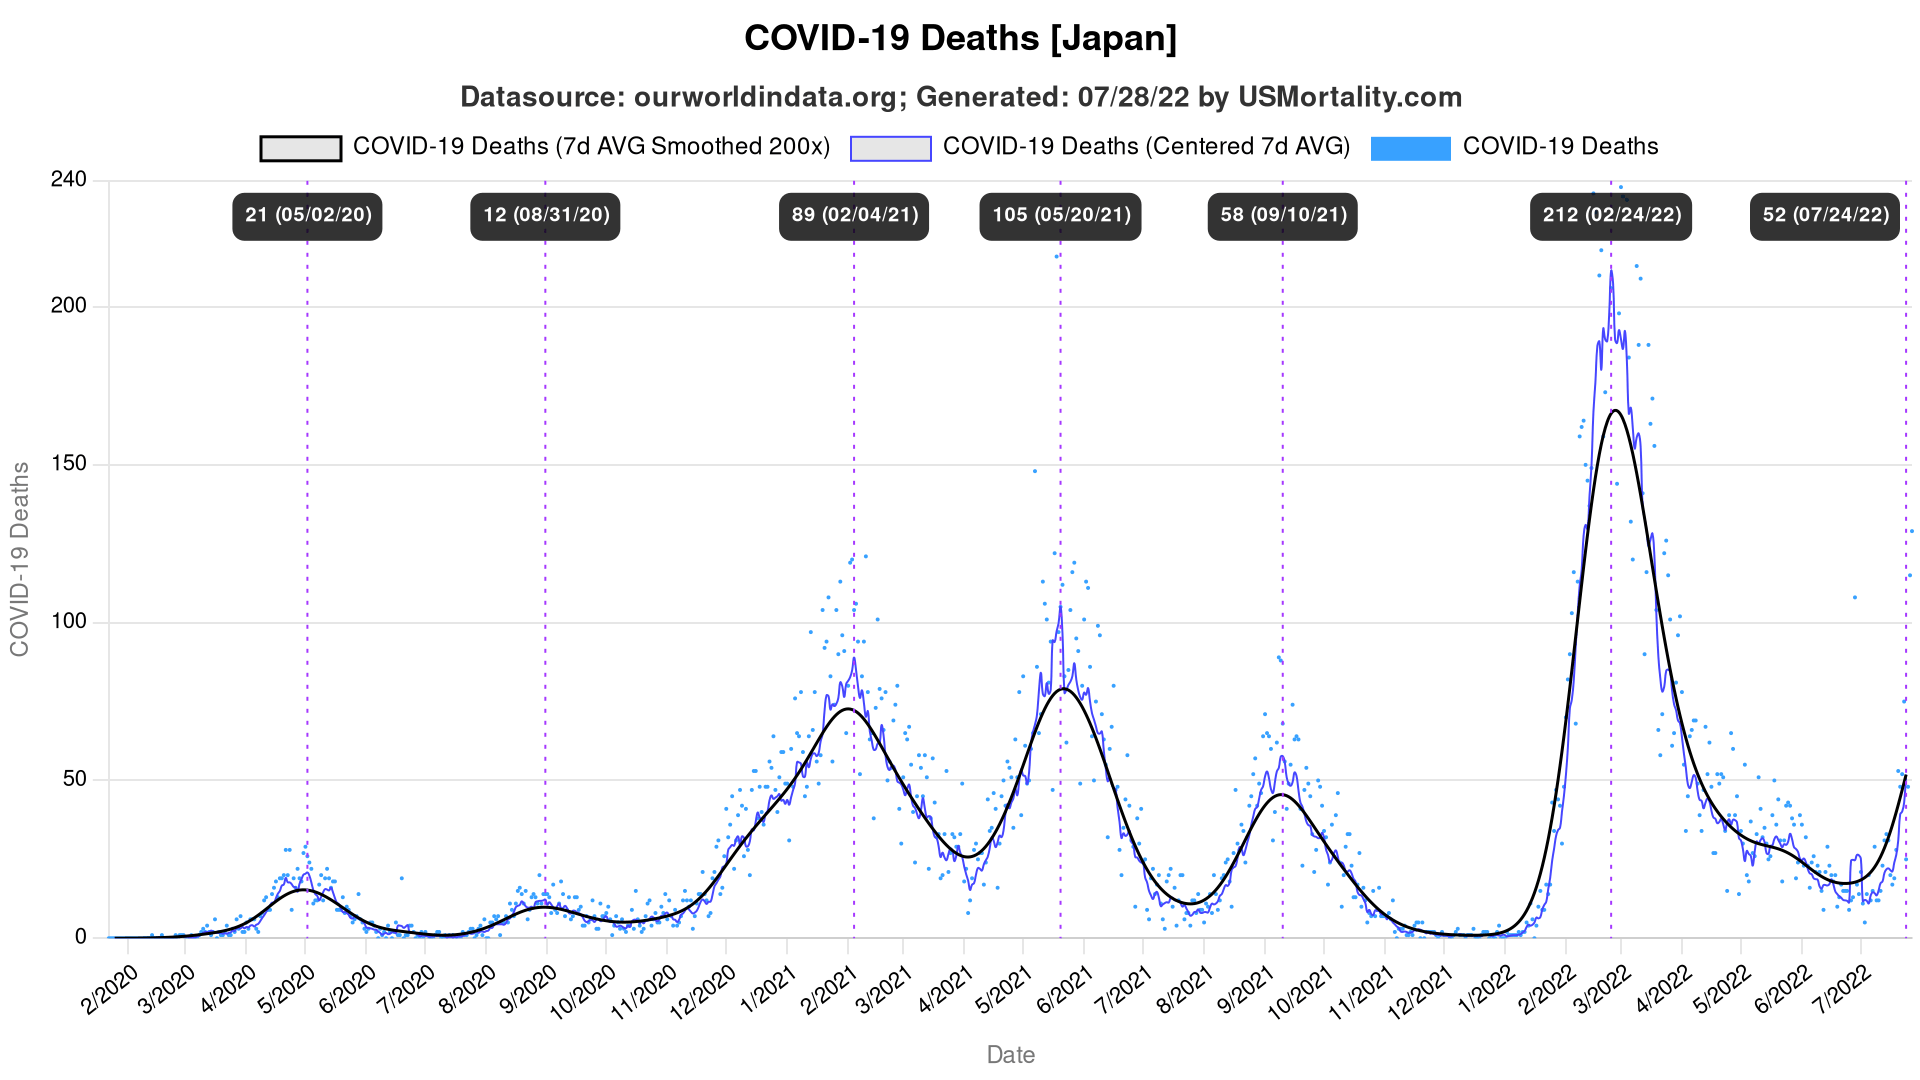 COVID-19 Deaths [Japan]
Datasource: ourworldindata.org; Generated: 07/28/22 by USMortality.com
COVID-19 Deaths (7d AVG Smoothed 200x) COVID-19 Deaths (Centered 7d AVG) COVID-19 Deaths
240
21 (05/02/20) 12 (08/31/20) 89 (02/04/21) 105 (05/20/21) 58 (09/10/21) 212 (02/24/22) 52 (07/24/22)
200
150
100
50
0
COVID-19 Deaths
2/2020 3/2020 4/2020 5/2020 6/2020 7/2020 8/2020 9/2020 10/2020 11/2020 12/2020 1/2021 2/2021 3/2021 4/2021 5/2021 6/2021 7/2021 8/2021 9/2021 10/2021 11/2021 12/2021 1/2022 2/2022 3/2022 4/2022 5/2022 6/2022 7/2022
Date